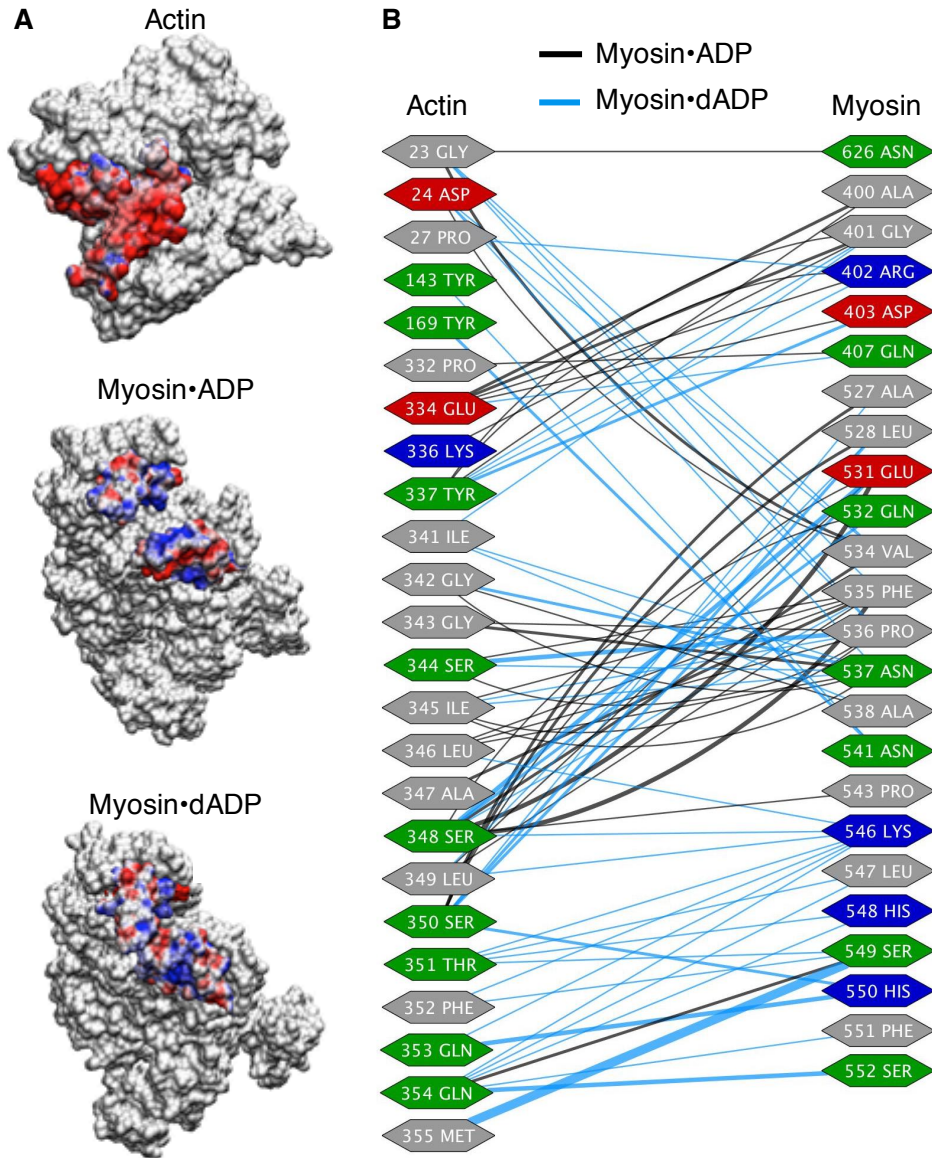 A
Actin
Myosin•ADP
Myosin•dADP
B
Myosin•ADP
Myosin•dADP
Actin
Myosin
23 GLY
24 ASP
27 PRO
143 TYR
169 TYR
332 PRO
334 GLU
336 LYS
337 TYR
341 ILE
342 GLY
343 GLY
344 SER
345 ILE
346 LEU
347 ALA
348 SER
349 LEU
350 SER
351 THR
352 PHE
353 GLN
354 GLN
355 MET
626 ASN
400 ALA
401 GLY
402 ARG
403 ASP
407 GLN
527 ALA
528 LEU
531 GLU
532 GLN
534 VAL
535 PHE
536 PRO
537 ASN
538 ALA
541 ASN
543 PRO
546 LYS
547 LEU
548 HIS
549 SER
550 HIS
551 PHE
552 SER